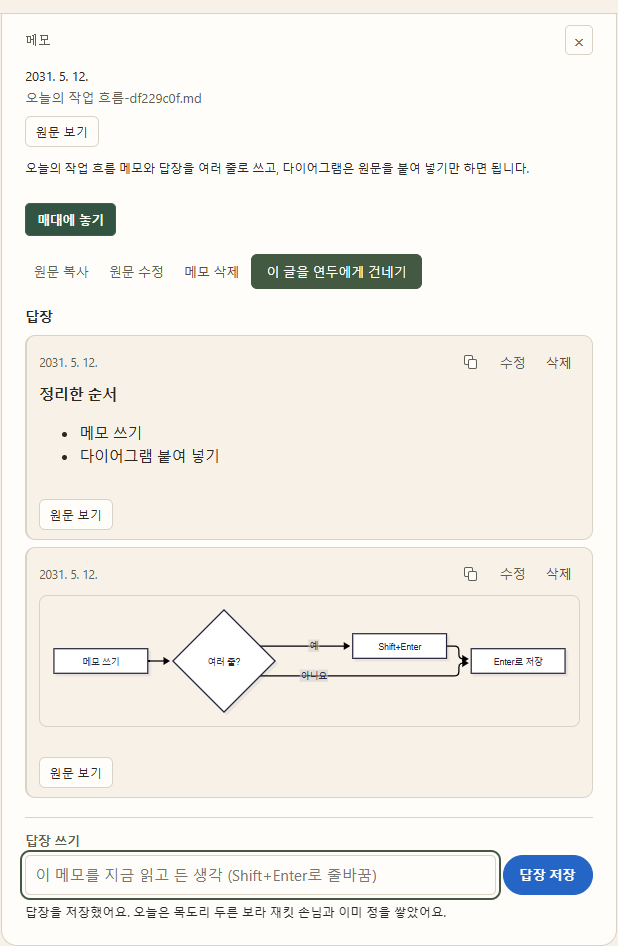 메모
×
2031. 5. 12.
오늘의 작업 흐름-df229c0f.md
원문 보기
오늘의 작업 흐름 메모와 답장을 여러 줄로 쓰고, 다이어그램은 원문을 붙여 넣기만 하면 됩니다.
매대에 놓기
원문 복사 원문 수정 메모 삭제 이 글을 연두에게 건네기
답장
2031. 5. 12. 수정 삭제
정리한 순서
• 메모 쓰기
• 다이어그램 붙여 넣기
원문 보기
2031. 5. 12. 수정 삭제
메모 쓰기
여러 줄?
예
Shift+Enter
아니요
Enter로 저장
원문 보기
답장 쓰기
이 메모를 지금 읽고 든 생각 (Shift+Enter로 줄바꿈)
답장 저장
답장을 저장했어요. 오늘은 목도리 두른 보라 재킷 손님과 이미 정을 쌓았어요.